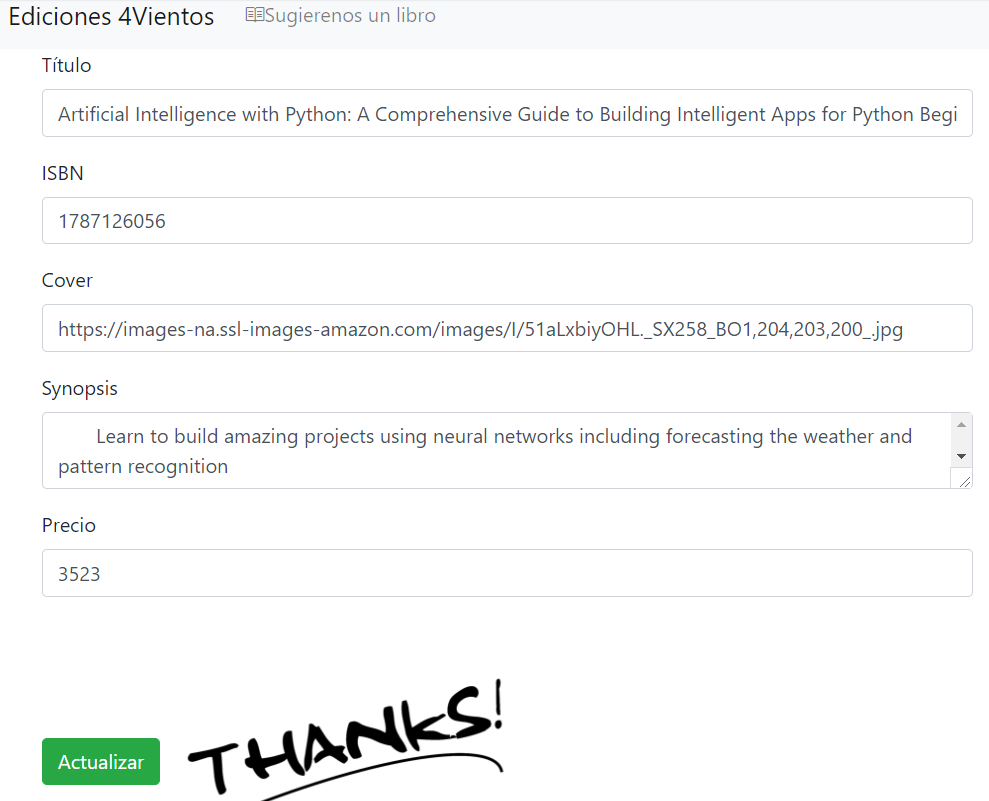 Ediciones 4Vientos Sugierenos un libro
Título
Artificial Intelligence with Python: A Comprehensive Guide to Building Intelligent Apps for Python Begi
ISBN
1787126056
Cover
https://images-na.ssl-images-amazon.com/images/I/51aLxbiyOHL._SX258_BO1,204,203,200_.jpg
Synopsis
Learn to build amazing projects using neural networks including forecasting the weather and
pattern recognition
Precio
3523
Actualizar THANKS!